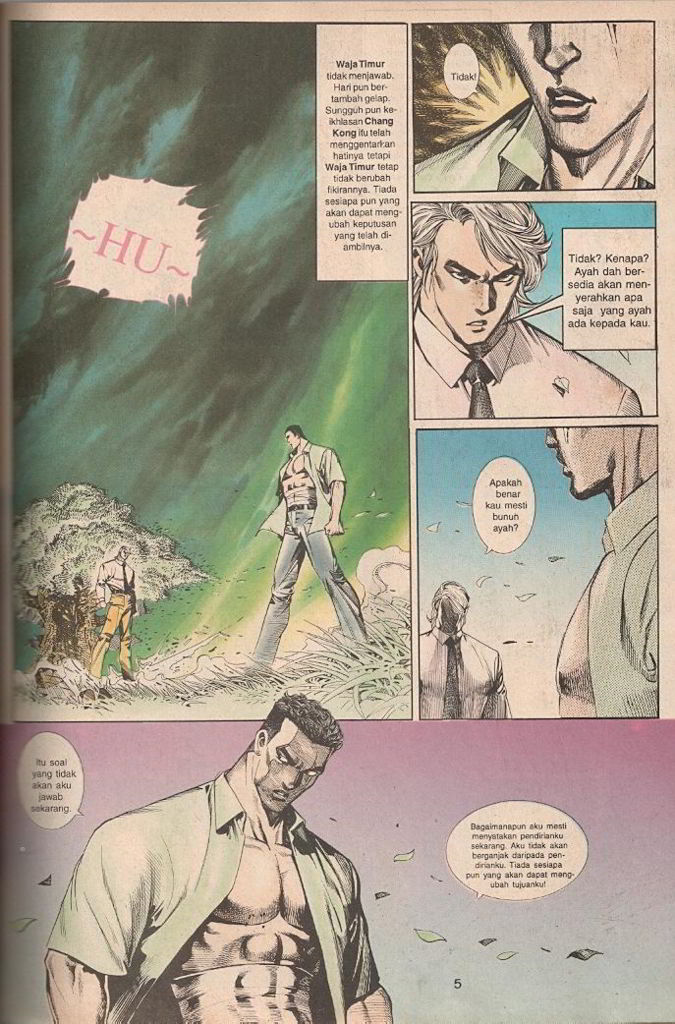 Waja Timur
tidak menjawab.
Hari pun ber-
tambah gelap.
Sungguh pun ke-
ikhlasan Chang
Kong itu telah
menggentarkan
hatinya tetapi
Waja Timur tetap
tidak berubah
fikirannya. Tiada
sesiapa pun yang
akan dapat meng-
ubah keputusan
yang telah di-
ambilnya.
~HU~
Tidak!
Tidak? Kenapa?
Ayah dah ber-
sedia akan men-
yerahkan apa
saja yang ayah
ada kepada kau.
Apakah
benar
kau mesti
bunuh
ayah?
Itu soal
yang tidak
akan aku
jawab
sekarang.
Bagaimanapun aku mesti
menyatakan pendirianku
sekarang. Aku tidak akan
berganjak daripada pen-
dirianku. Tiada sesiapa
pun yang akan dapat meng-
ubah tujuanku!
5